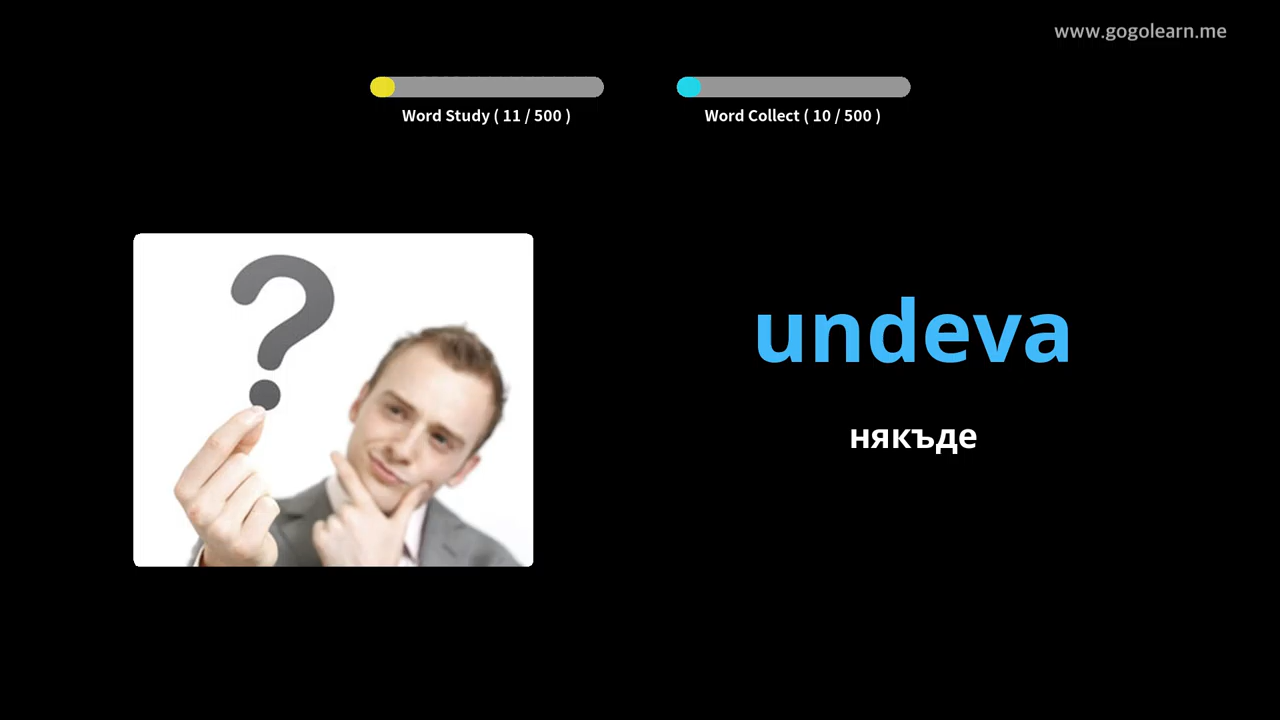 www.gogolearn.me
Word Study ( 11 / 500 )
Word Collect ( 10 / 500 )
?
undeva
някъде